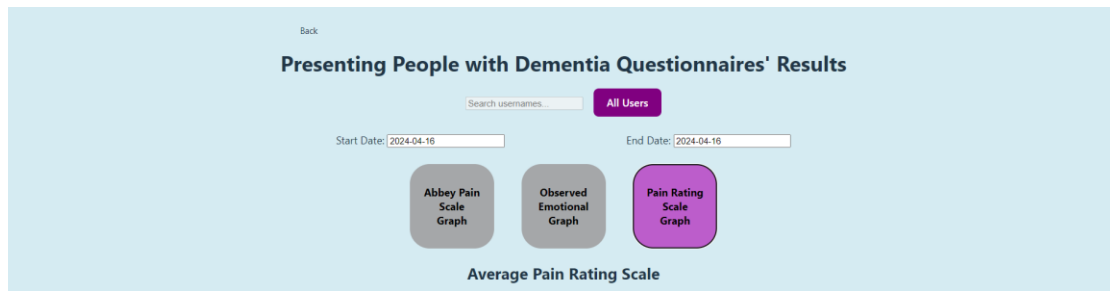 Back
Presenting People with Dementia Questionnaires' Results
Search usernames...
All Users
Start Date: 2024-04-16
End Date: 2024-04-16
Abbey Pain
Scale
Graph
Observed
Emotional
Graph
Pain Rating
Scale
Graph
Average Pain Rating Scale